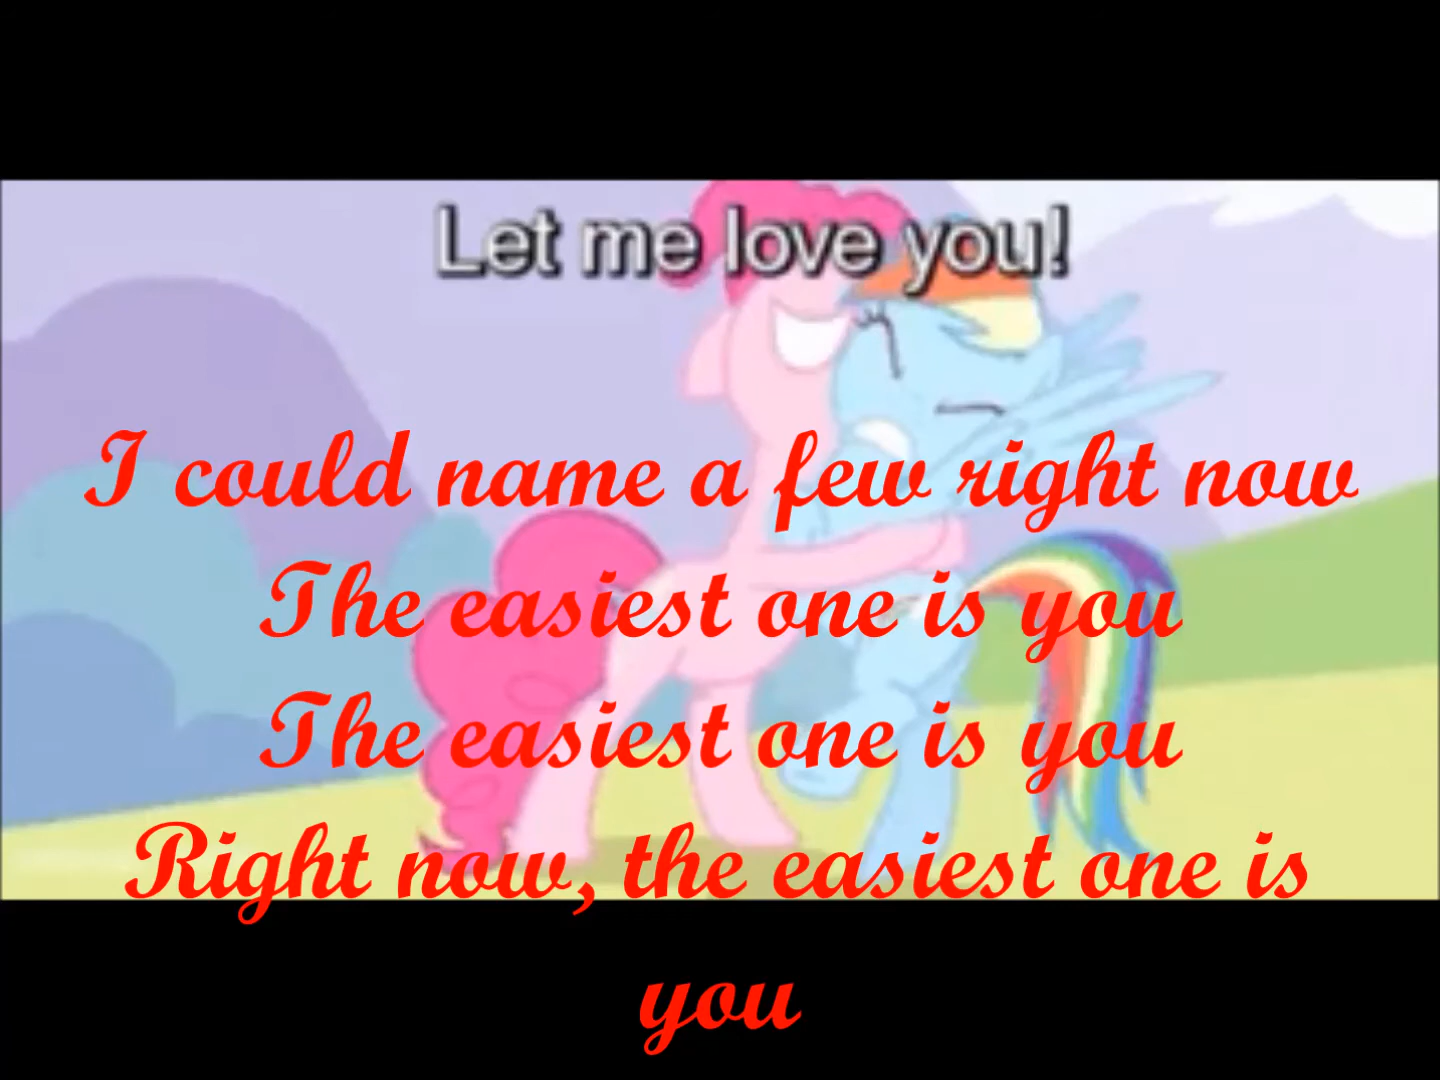 Let me love you!
I could name a few right now
The easiest one is you
The easiest one is you
Right now, the easiest one is
you